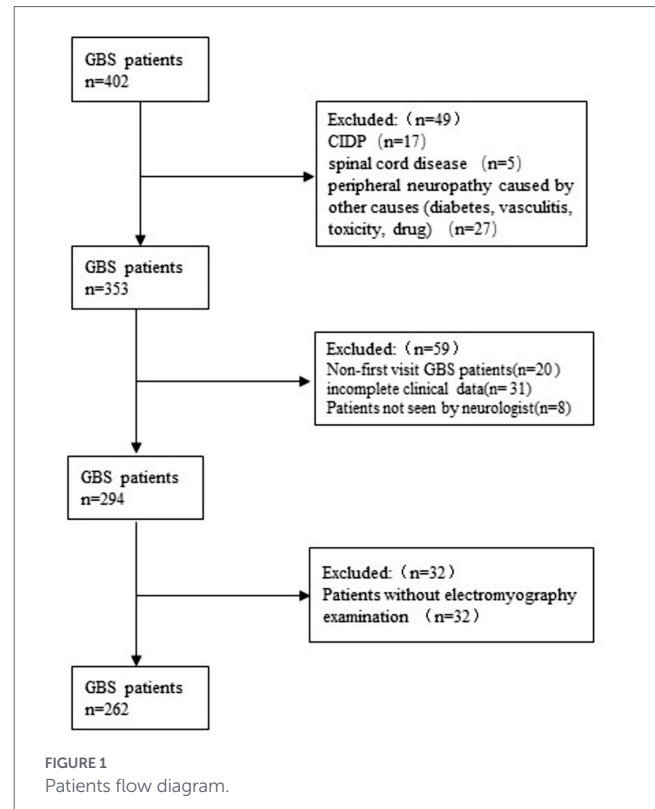 GBS patients
n=402
Excluded:（n=49）
CIDP（n=17）
spinal cord disease （n=5）
peripheral neuropathy caused by
other causes (diabetes, vasculitis,
toxicity, drug) （n=27）
GBS patients
n=353
Excluded:（n=59）
Non-first visit GBS patients(n=20）
incomplete clinical data(n=31）
Patients not seen by neurologist(n=8）
GBS patients
n=294
Excluded:（n=32）
Patients without electromyography
examination （n=32）
GBS patients
n=262
FIGURE 1
Patients flow diagram.